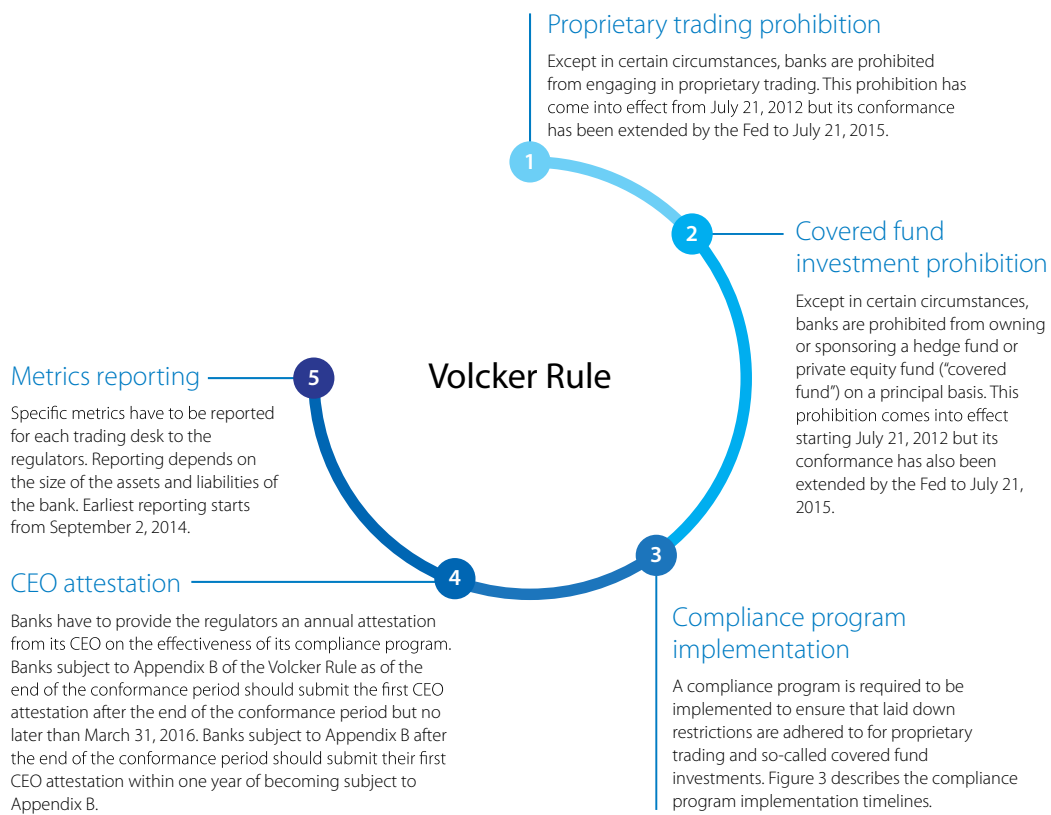 Proprietary trading prohibition
Except in certain circumstances, banks are prohibited
from engaging in proprietary trading. This prohibition has
come into effect from July 21, 2012 but its conformance
has been extended by the Fed to July 21, 2015.
1
2
Covered fund
investment prohibition
Except in certain circumstances,
banks are prohibited from owning
or sponsoring a hedge fund or
private equity fund (“covered
fund”) on a principal basis. This
prohibition comes into effect
starting July 21, 2012 but its
conformance has also been
extended by the Fed to July 21,
2015.
Volcker Rule
3
Compliance program
implementation
A compliance program is required to be
implemented to ensure that laid down
restrictions are adhered to for proprietary
trading and so-called covered fund
investments. Figure 3 describes the compliance
program implementation timelines.
4
CEO attestation
Banks have to provide the regulators an annual attestation
from its CEO on the effectiveness of its compliance program.
Banks subject to Appendix B of the Volcker Rule as of the
end of the conformance period should submit the first CEO
attestation after the end of the conformance period but no
later than March 31, 2016. Banks subject to Appendix B after
the end of the conformance period should submit their first
CEO attestation within one year of becoming subject to
Appendix B.
5
Metrics reporting
Specific metrics have to be reported
for each trading desk to the
regulators. Reporting depends on
the size of the assets and liabilities of
the bank. Earliest reporting starts
from September 2, 2014.